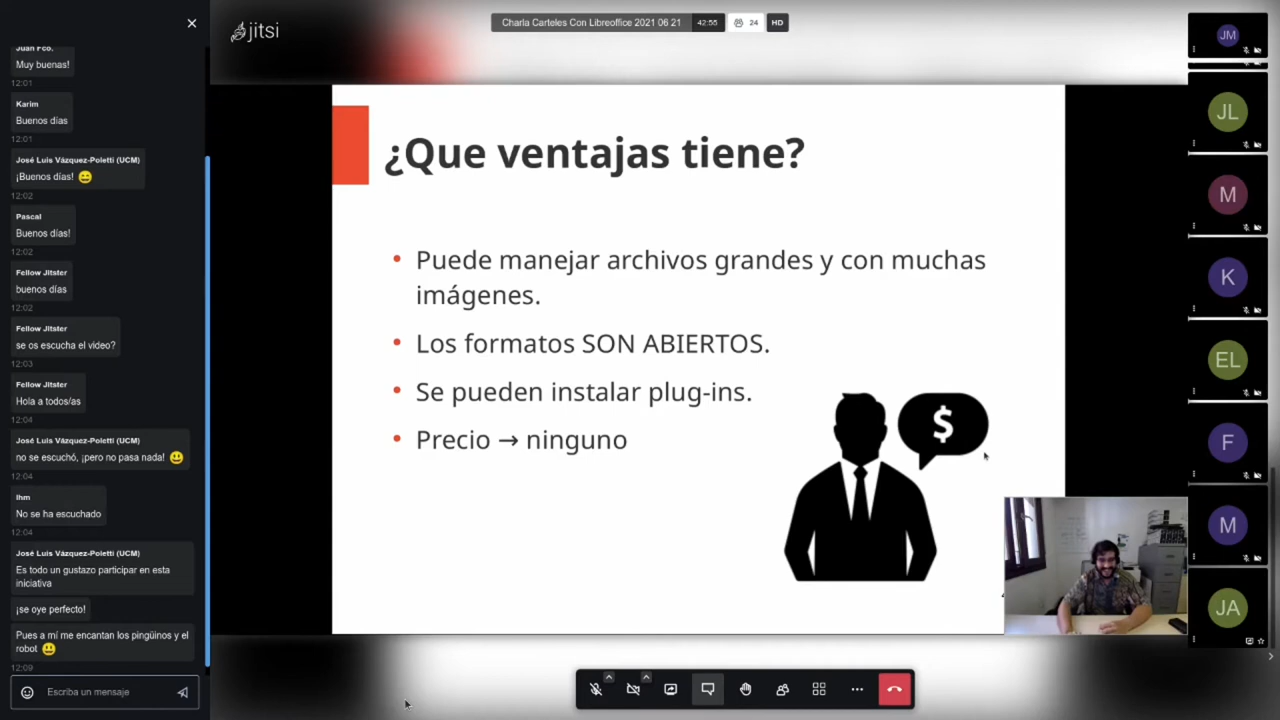 Juan Fco.
Muy buenas!
12:01
Karim
Buenos días
12:01
José Luis Vázquez-Poletti (UCM)
¡Buenos días! 😄
12:02
Pascal
Buenos días!
12:02
Fellow Jitster
buenos días
12:02
Fellow Jitster
se os escucha el video?
12:03
Fellow Jitster
Hola a todos/as
12:04
José Luis Vázquez-Poletti (UCM)
no se escuchó, ¡pero no pasa nada! 😃
12:04
lhm
No se ha escuchado
12:04
José Luis Vázquez-Poletti (UCM)
Es todo un gustazo participar en esta
iniciativa
¡se oye perfecto!
Pues a mí me encantan los pingüinos y el
robot 😃
12:09
Escriba un mensaje
jitsi
Charla Carteles Con Libreoffice 2021 06 21 42:55 24 HD
¿Que ventajas tiene?
• Puede manejar archivos grandes y con muchas
imágenes.
• Los formatos SON ABIERTOS.
• Se pueden instalar plug-ins.
• Precio → ninguno
$
JM
JL
M
K
EL
F
M
JA